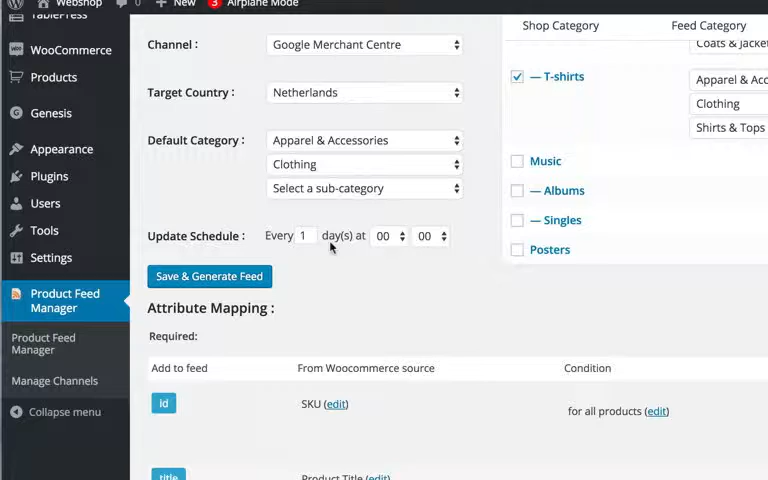 Webshop 0 New 3 Airplane Mode
TablePress
WooCommerce
Products
Genesis
Appearance
Plugins
Users
Tools
Settings
Product Feed
Manager
Product Feed
Manager
Manage Channels
Collapse menu
Channel : Google Merchant Centre
Target Country : Netherlands
Default Category : Apparel & Accessories
Clothing
Select a sub-category
Update Schedule : Every 1 day(s) at 00 00
Save & Generate Feed
Shop Category Feed Category
Coats & Jacket
— T-shirts Apparel & Acc
Clothing
Shirts & Tops
Music
— Albums
— Singles
Posters
Attribute Mapping :
Required:
Add to feed From Woocommerce source Condition
id SKU (edit) for all products (edit)
title Product Title (edit)